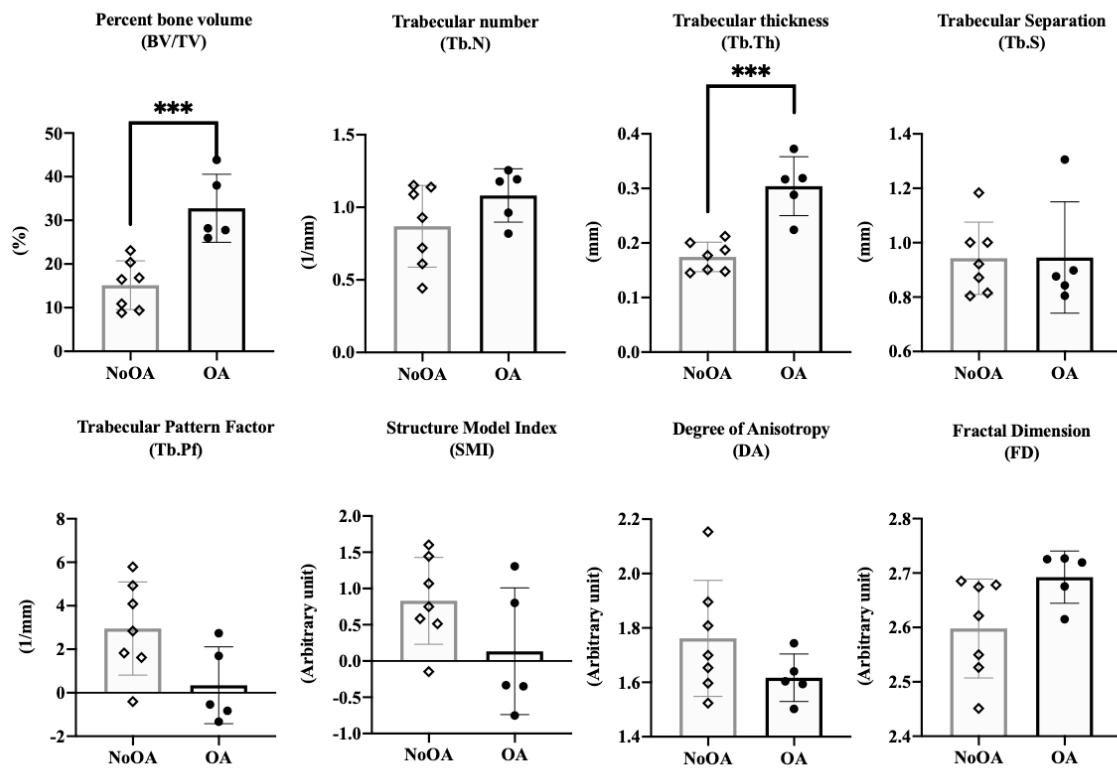 Percent bone volume
(BV/TV)
Trabecular number
(Tb.N)
Trabecular thickness
(Tb.Th)
Trabecular Separation
(Tb.S)
***
***
(%)
50
40
30
20
10
0
NoOA
OA
(1/mm)
1.5
1.0
0.5
0.0
NoOA
OA
(mm)
0.4
0.3
0.2
0.1
0.0
NoOA
OA
(mm)
1.4
1.2
1.0
0.8
0.6
NoOA
OA
Trabecular Pattern Factor
(Tb.Pf)
Structure Model Index
(SMI)
Degree of Anisotropy
(DA)
Fractal Dimension
(FD)
(1/mm)
8
6
4
2
0
-2
NoOA
OA
(Arbitrary unit)
2.0
1.5
1.0
0.5
0.0
-0.5
-1.0
NoOA
OA
(Arbitrary unit)
2.2
2.0
1.8
1.6
1.4
NoOA
OA
(Arbitrary unit)
2.8
2.7
2.6
2.5
2.4
NoOA
OA